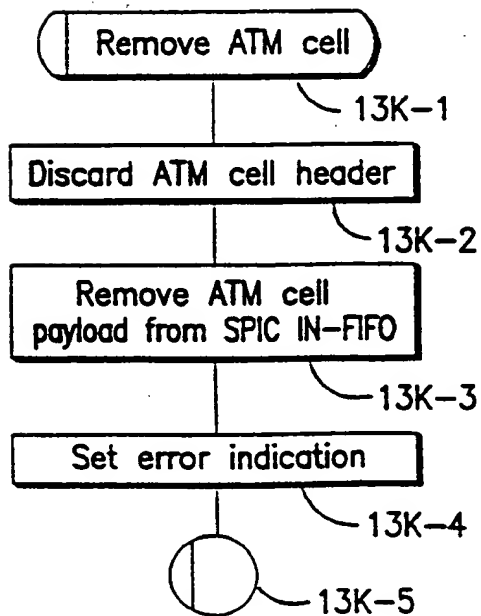 Remove ATM cell
13K-1
Discard ATM cell header
13K-2
Remove ATM cell
payload from SPIC IN-FIFO
13K-3
Set error indication
13K-4
13K-5